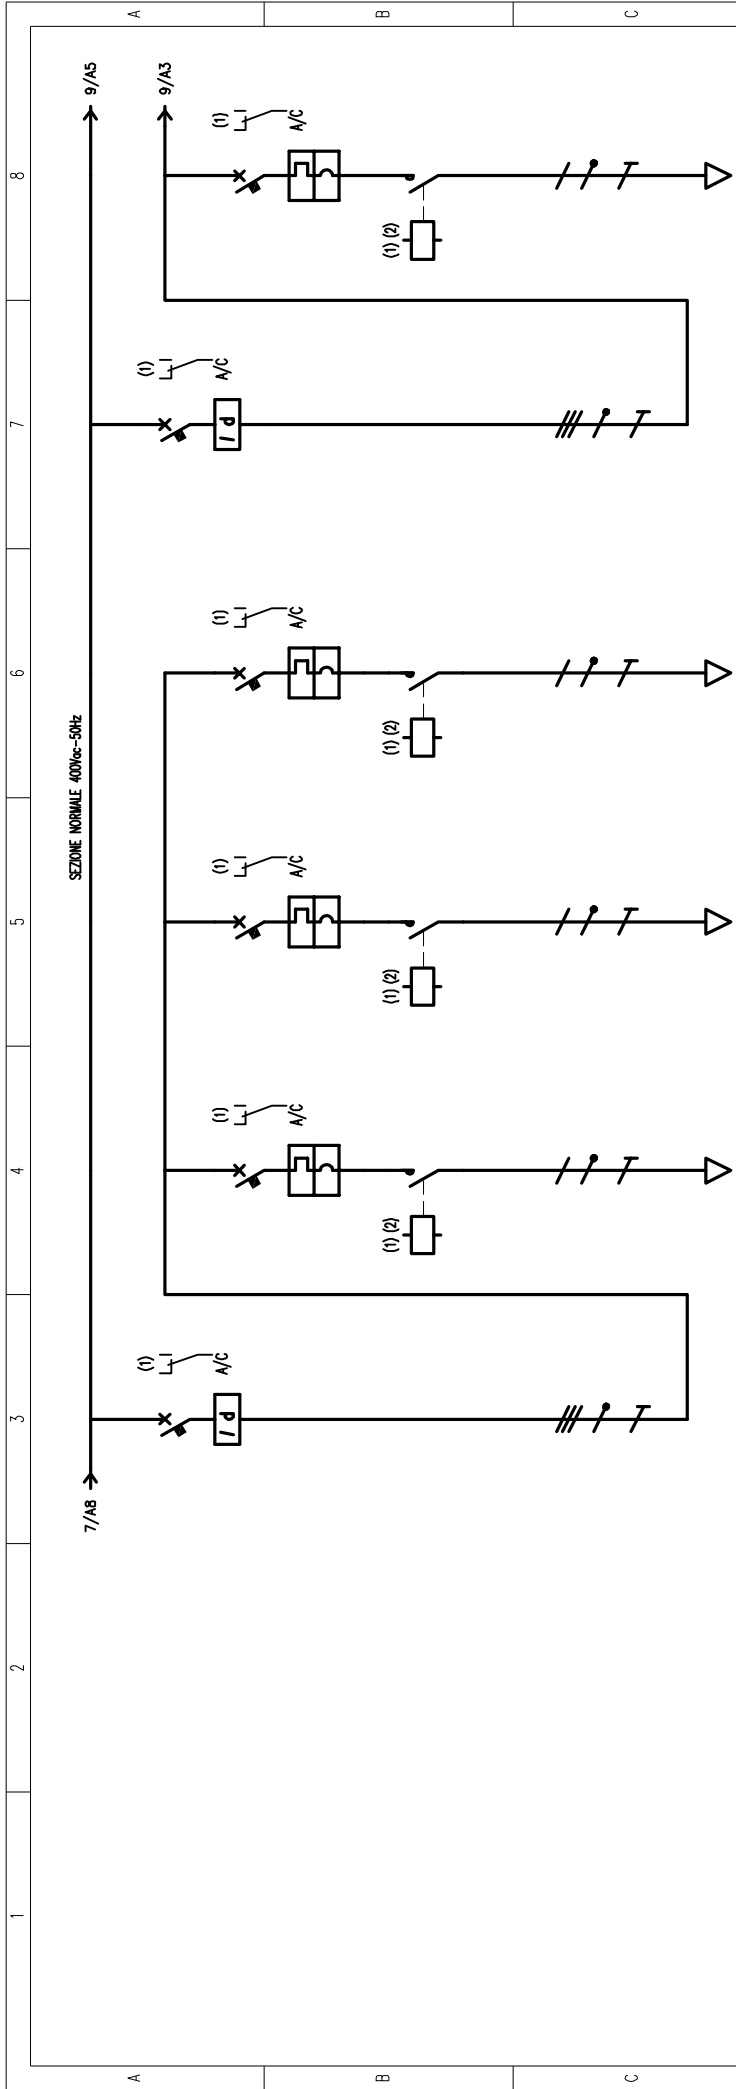 1 2 3 4 5 6 7 8
SEZIONE NORMALE 400Vac-50Hz
7/A8 9/A5
A A
(1) (1)
9/A3
(1) (1) (1) (1)
A/C A/C
I d I d
A/C A/C A/C A/C
B B
(1) (2) (1) (2) (1) (2) (1) (2)
C C